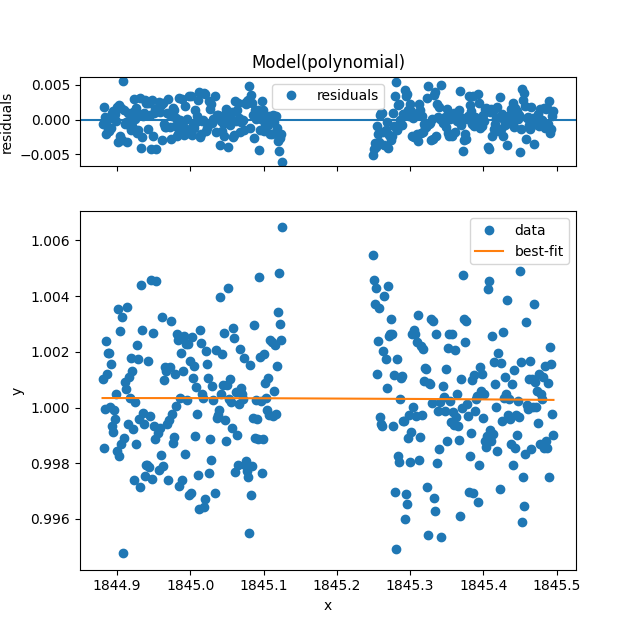 Model(polynomial)
residuals
0.005
0.000
−0.005
residuals
data
best-fit
y
1.006
1.004
1.002
1.000
0.998
0.996
1844.9 1845.0 1845.1 1845.2 1845.3 1845.4 1845.5
x